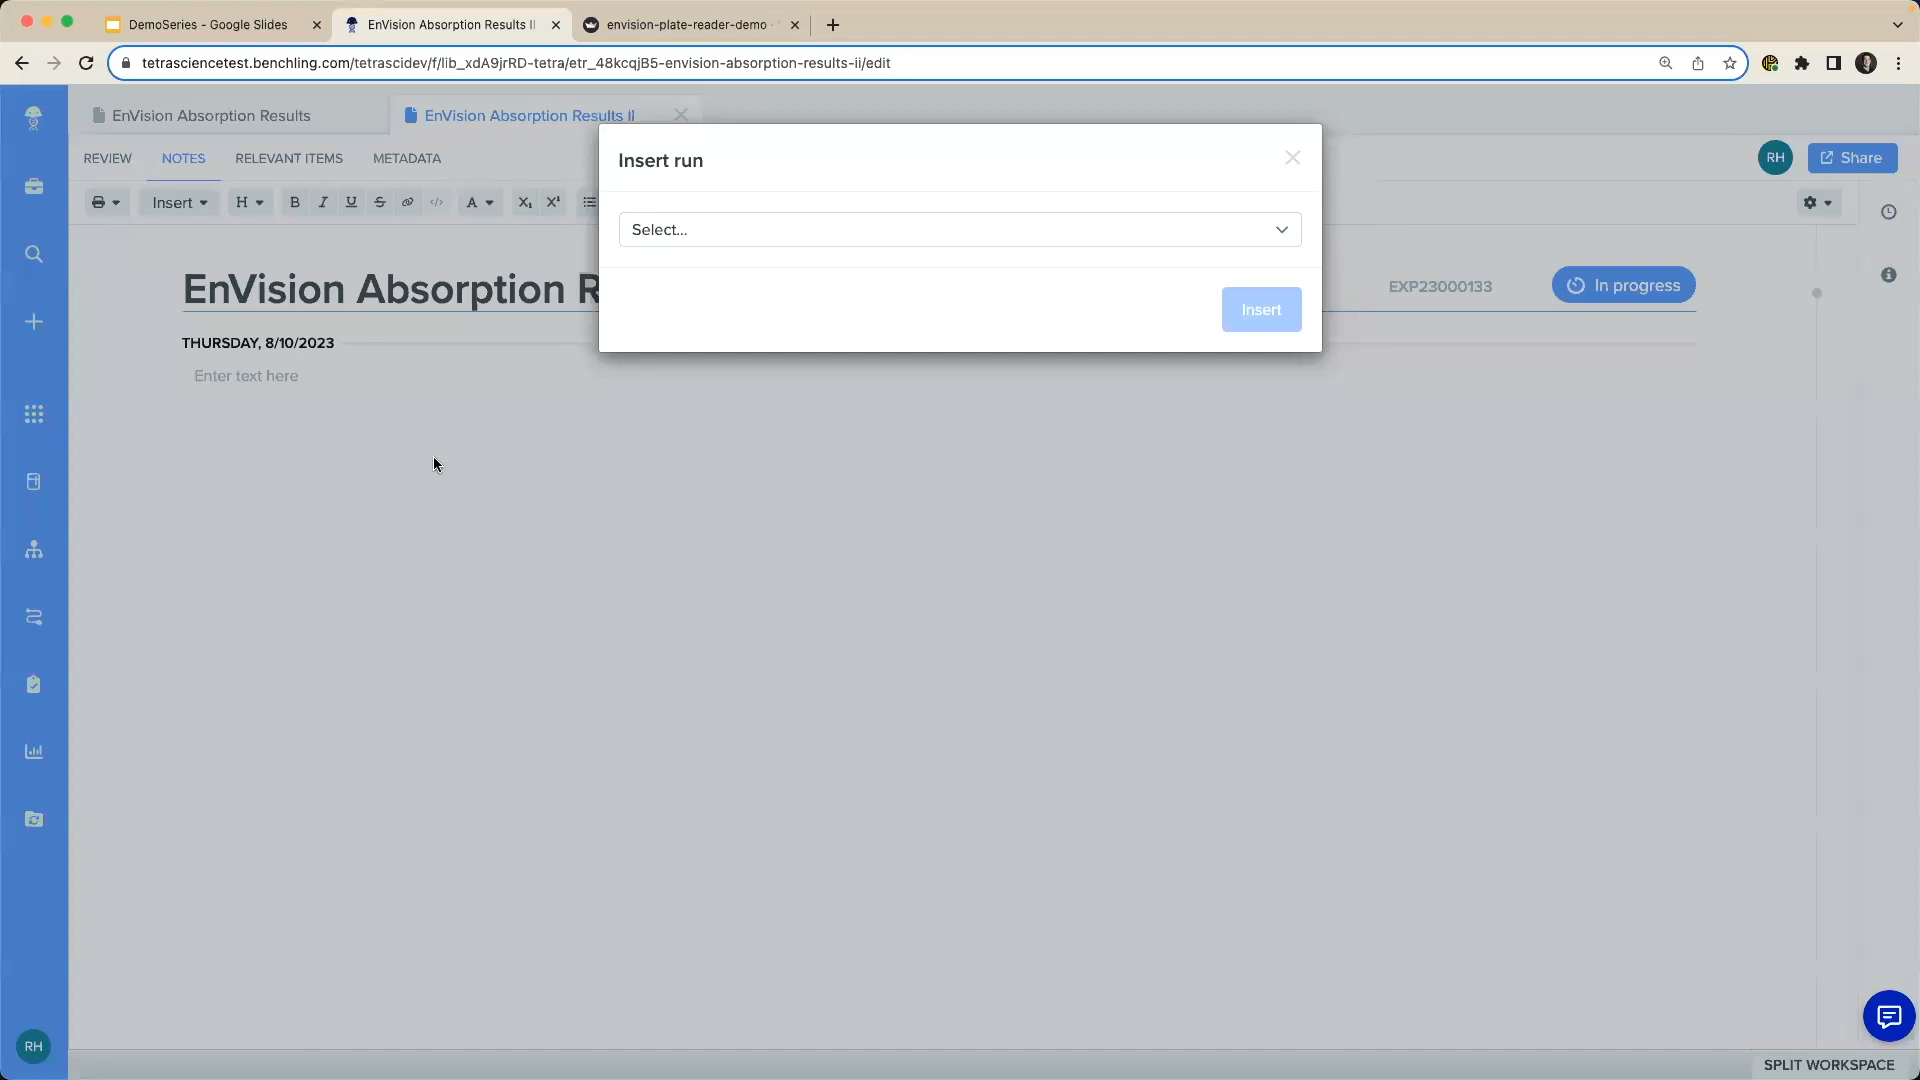 DemoSeries - Google Slides
EnVision Absorption Results II
envision-plate-reader-demo
tetrasciencetest.benchling.com/tetrascidev/f/lib_xdA9jrRD-tetra/etr_48kcqjB5-envision-absorption-results-ii/edit
EnVision Absorption Results
EnVision Absorption Results II
REVIEW
NOTES
RELEVANT ITEMS
METADATA
Insert run
RH
Share
Insert
H
B
I
U
S
</>
A
X₁
X¹
Select...
EnVision Absorption R
EXP23000133
In progress
Insert
THURSDAY, 8/10/2023
Enter text here
RH
SPLIT WORKSPACE